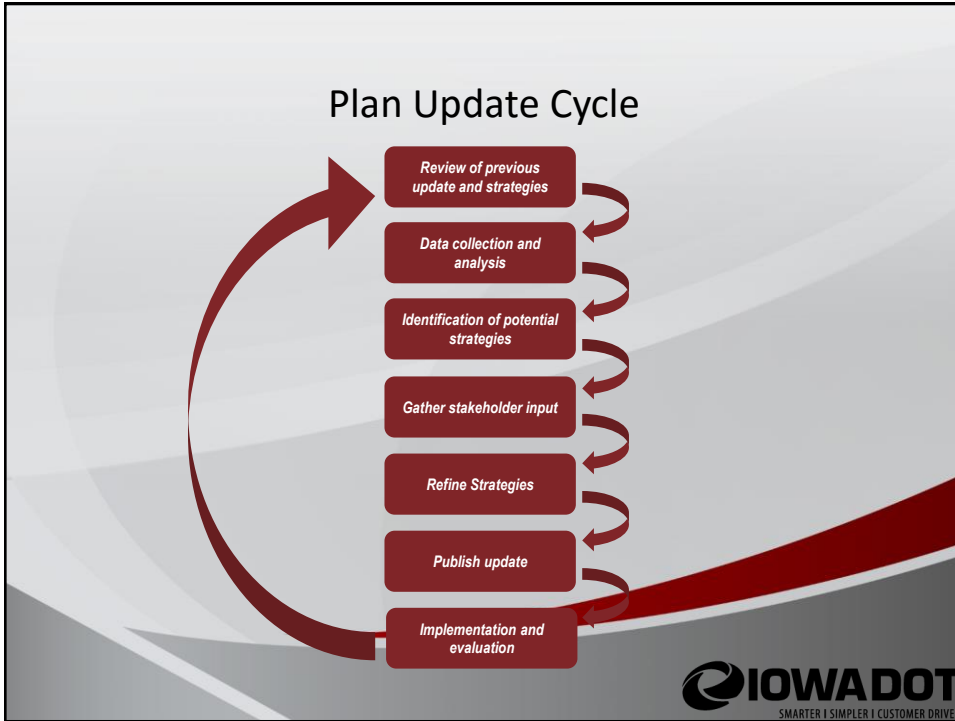 Plan Update Cycle
Review of previous
update and strategies
Data collection and
analysis
Identification of potential
strategies
Gather stakeholder input
Refine Strategies
Publish update
Implementation and
evaluation
IOWADOT
SMARTER I SIMPLER I CUSTOMER DRIVE